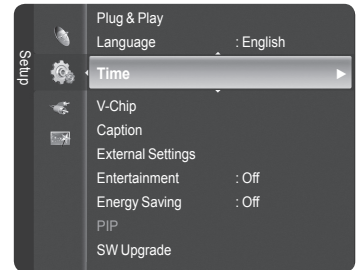 Setup
Plug & Play
Language : English
Time
V-Chip
Caption
External Settings
Entertainment : Off
Energy Saving : Off
PIP
SW Upgrade